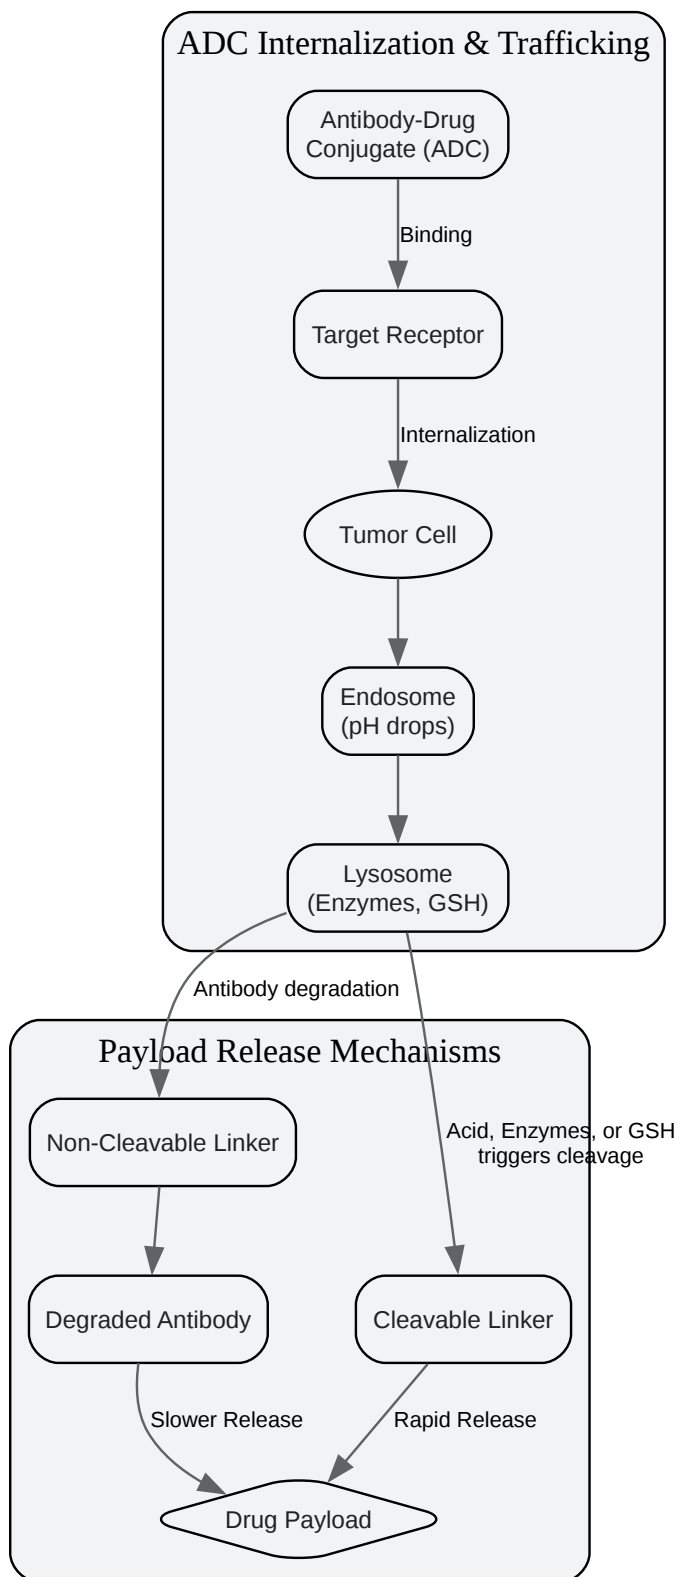 ADC Internalization & Trafficking
Antibody-Drug
Conjugate (ADC)
Binding
Target Receptor
Internalization
Tumor Cell
Endosome
(pH drops)
Lysosome
(Enzymes, GSH)
Antibody degradation
Payload Release Mechanisms
Acid, Enzymes, or GSH
triggers cleavage
Non-Cleavable Linker
Degraded Antibody
Cleavable Linker
Slower Release
Rapid Release
Drug Payload